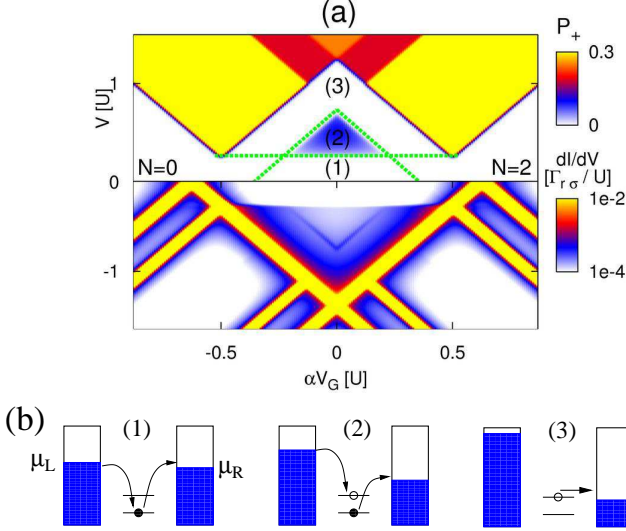 (a)
P+
0.3
0
V [U]
1
0
-1
(3)
(2)
(1)
N=0
N=2
dI/dV
[Γrσ / U]
1e-2
1e-4
-0.5
0
0.5
αVG [U]
(b)
(1)
(2)
(3)
μL
μR